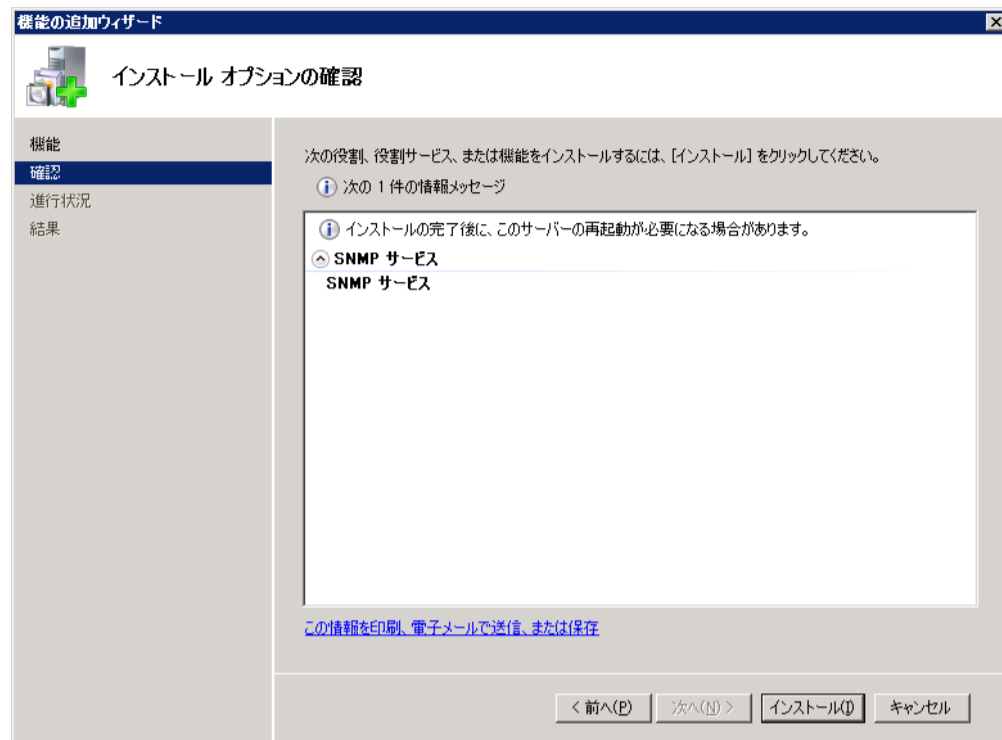 機能の追加ウィザード
インストール オプションの確認
機能
確認
進行状況
結果
次の役割、役割サービス、または機能をインストールするには、[インストール] をクリックしてください。
次の 1 件の情報メッセージ
インストールの完了後に、このサーバーの再起動が必要になる場合があります。
SNMP サービス
SNMP サービス
この情報を印刷、電子メールで送信、または保存
< 前へ(P)
次へ(N) >
インストール(I)
キャンセル